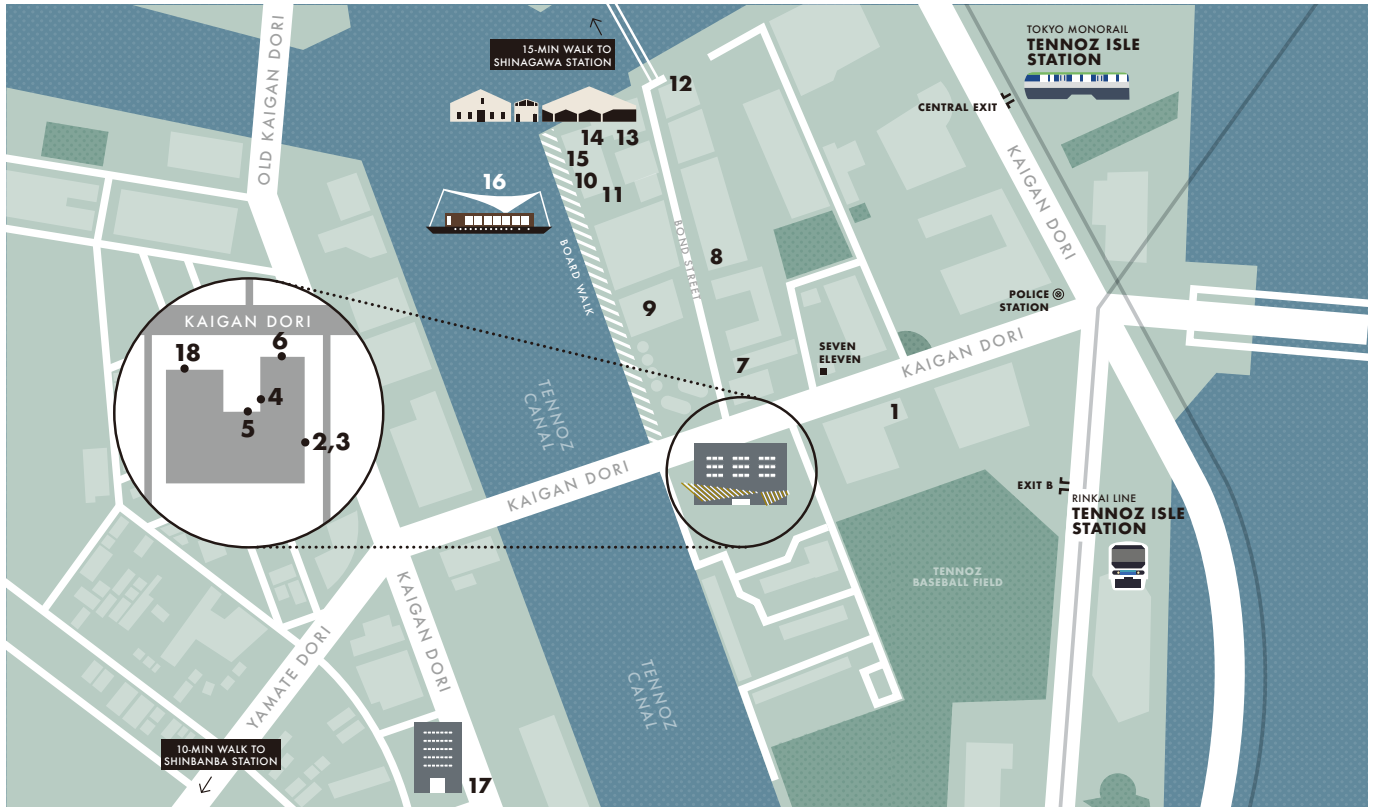 OLD KAIGAN DORI
15-MIN WALK TO
SHINAGAWA STATION
12
TOKYO MONORAIL
TENNOZ ISLE
STATION
CENTRAL EXIT
14
13
15
10
11
16
KAIGAN DORI
BOARD WALK
BOND STREET
8
9
POLICE
STATION
KAIGAN DORI
18
6
4
5
2,3
SEVEN
ELEVEN
7
KAIGAN DORI
1
TENNOZ
CANAL
KAIGAN DORI
EXIT B
RINKAI LINE
TENNOZ ISLE
STATION
TENNOZ
BASEBALL FIELD
KAIGAN DORI
YAMATE DORI
TENNOZ
CANAL
10-MIN WALK TO
SHINBANBA STATION
17